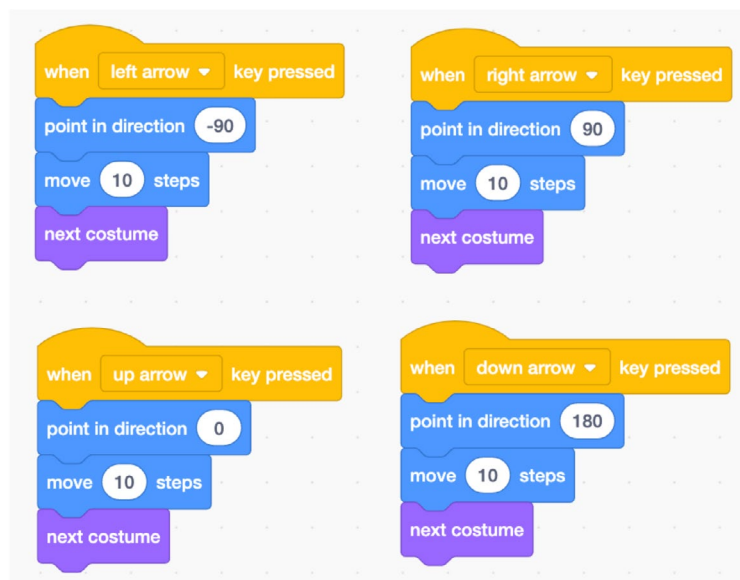 when left arrow key pressed
point in direction -90
move 10 steps
next costume
when right arrow key pressed
point in direction 90
move 10 steps
next costume
when up arrow key pressed
point in direction 0
move 10 steps
next costume
when down arrow key pressed
point in direction 180
move 10 steps
next costume